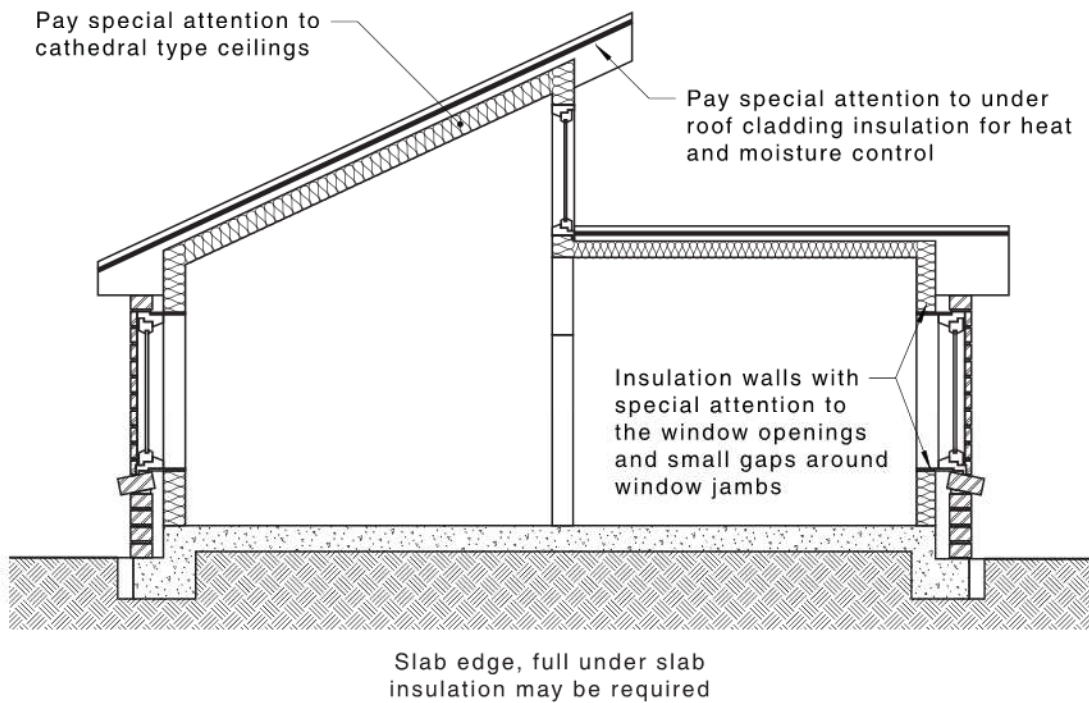 Pay special attention to
cathedral type ceilings
Pay special attention to under
roof cladding insulation for heat
and moisture control
Insulation walls with
special attention to
the window openings
and small gaps around
window jambs
Slab edge, full under slab
insulation may be required